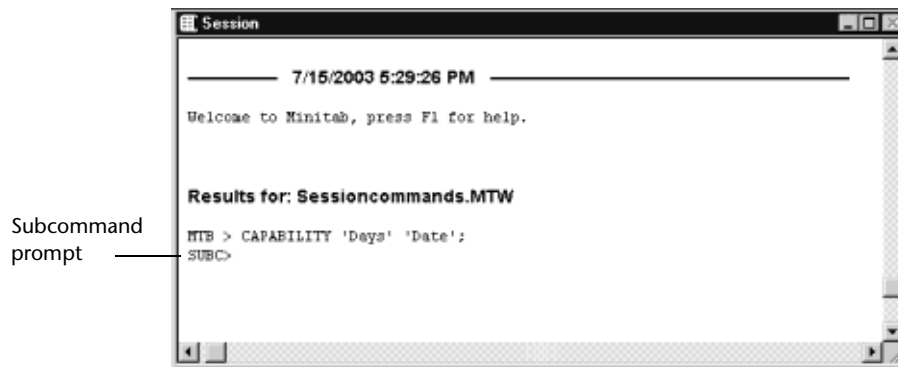 Session
7/15/2003 5:29:26 PM
Welcome to Minitab, press F1 for help.
Results for: Sessioncommands.MTW
MTB > CAPABILITY 'Days' 'Date';
SUBC>
Subcommand
prompt